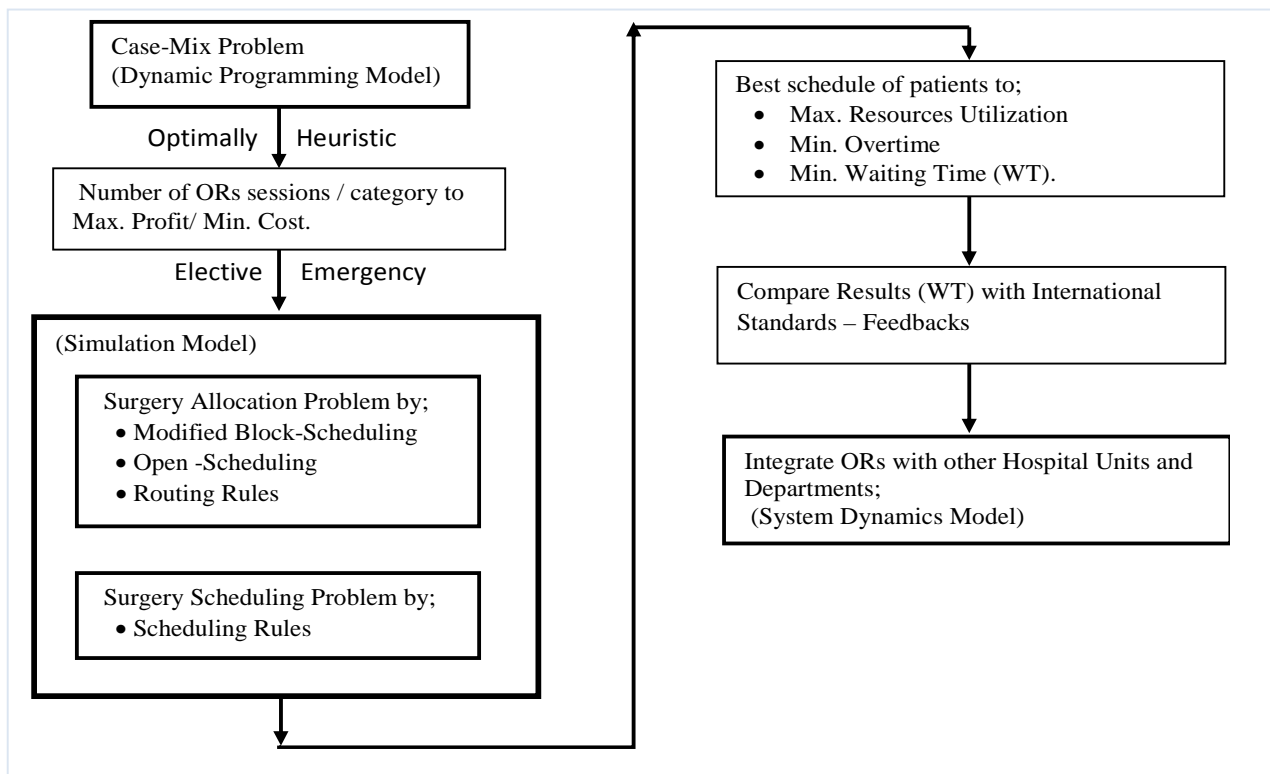 Case-Mix Problem
(Dynamic Programming Model)
Optimally Heuristic
Number of ORs sessions / category to
Max. Profit/ Min. Cost.
Elective Emergency
(Simulation Model)
Surgery Allocation Problem by;
• Modified Block-Scheduling
• Open -Scheduling
• Routing Rules
Surgery Scheduling Problem by;
• Scheduling Rules
Best schedule of patients to;
• Max. Resources Utilization
• Min. Overtime
• Min. Waiting Time (WT).
Compare Results (WT) with International
Standards – Feedbacks
Integrate ORs with other Hospital Units and
Departments;
(System Dynamics Model)